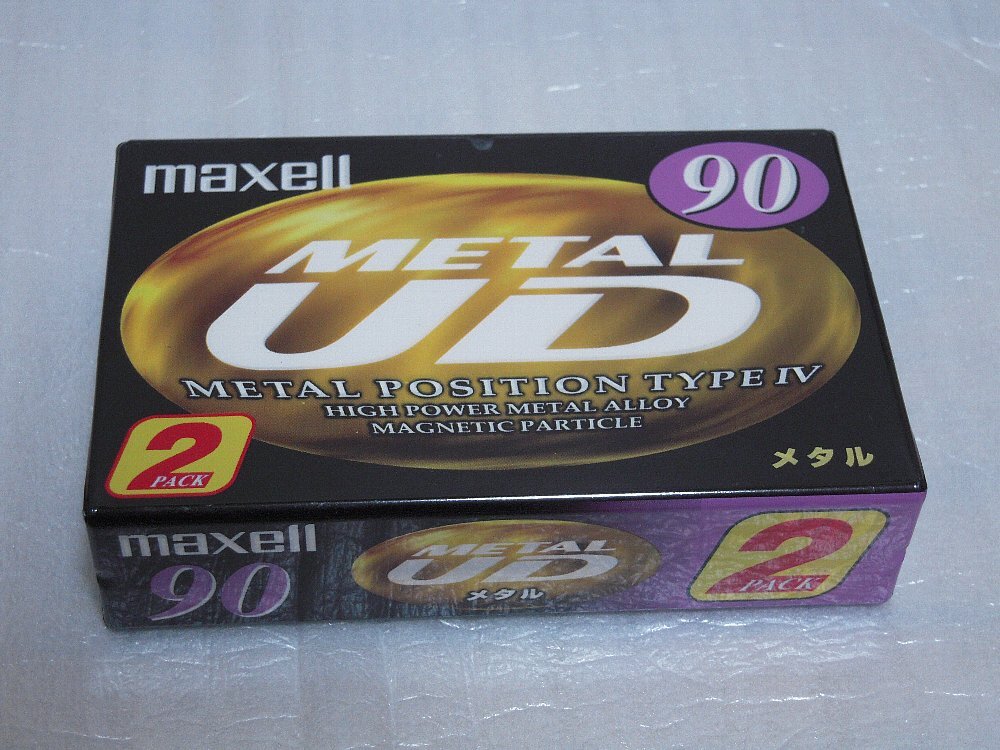 maxell
90
METAL
UD
METAL POSITION TYPE IV
HIGH POWER METAL ALLOY
MAGNETIC PARTICLE
2
PACK
メタル
maxell
90
METAL
UD
メタル
2
PACK